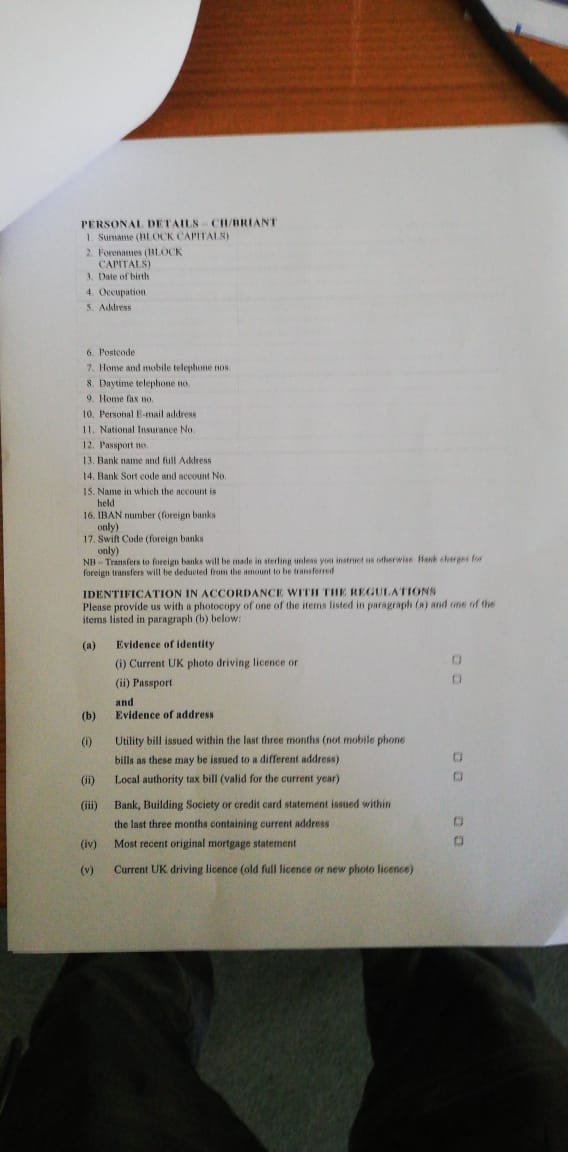 PERSONAL DETAILS – CH/BRIANT
1. Surname (BLOCK CAPITALS)
2. Forenames (BLOCK
CAPITALS)
3. Date of birth
4. Occupation
5. Address
6. Postcode
7. Home and mobile telephone nos.
8. Daytime telephone no.
9. Home fax no.
10. Personal E-mail address
11. National Insurance No.
12. Passport no.
13. Bank name and full Address
14. Bank Sort code and account No.
15. Name in which the account is
held
16. IBAN number (foreign banks
only)
17. Swift Code (foreign banks
only)
NB – Transfers to foreign banks will be made in sterling unless you instruct us otherwise. Bank charges for
foreign transfers will be deducted from the amount to be transferred
IDENTIFICATION IN ACCORDANCE WITH THE REGULATIONS
Please provide us with a photocopy of one of the items listed in paragraph (a) and one of the
items listed in paragraph (b) below:
(a) Evidence of identity
(i) Current UK photo driving licence or
(ii) Passport
and
(b) Evidence of address
(i) Utility bill issued within the last three months (not mobile phone
bills as these may be issued to a different address)
(ii) Local authority tax bill (valid for the current year)
(iii) Bank, Building Society or credit card statement issued within
the last three months containing current address
(iv) Most recent original mortgage statement
(v) Current UK driving licence (old full licence or new photo licence)